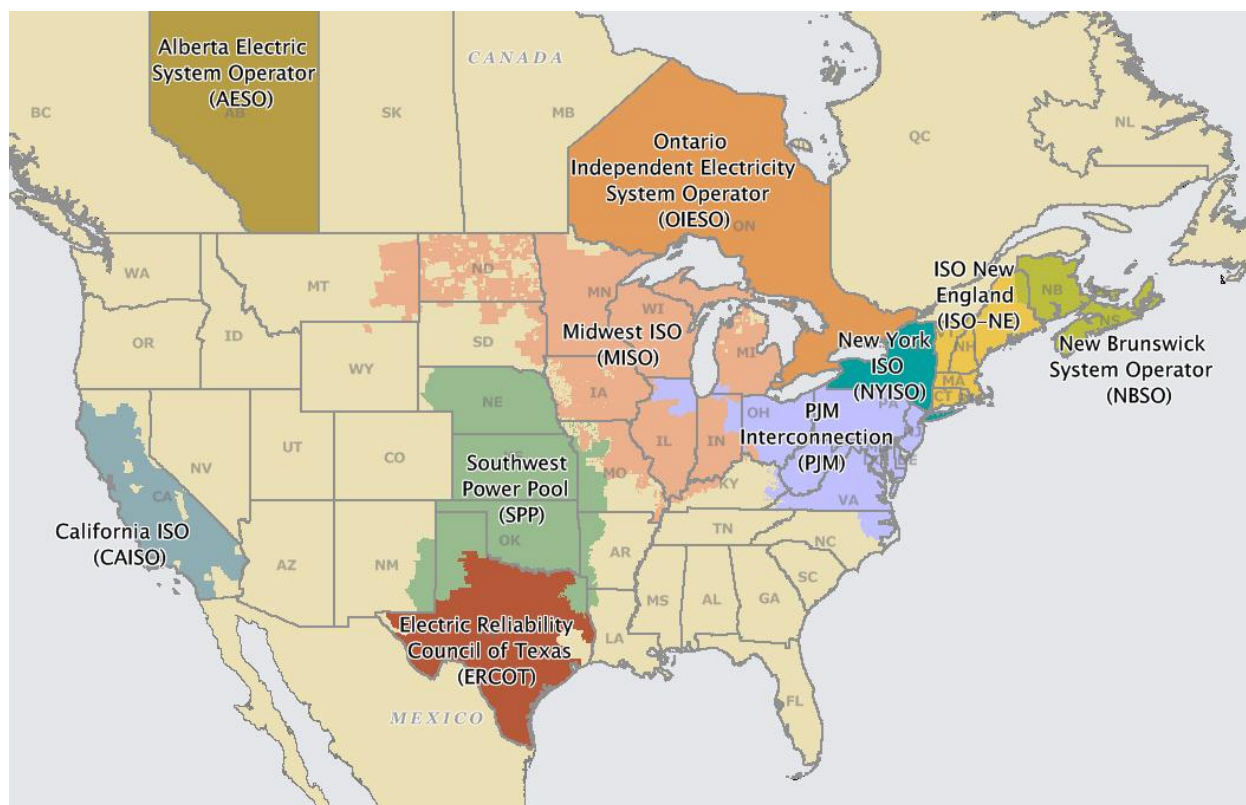 Alberta Electric
System Operator
(AESO)
AB
CANADA
BC
SK
MB
QC
NL
Ontario
Independent Electricity
System Operator
(OIESO)
ON
WA
MT
ND
MN
OR
ID
WY
SD
WI
MI
Midwest ISO
(MISO)
ISO New
England
(ISO-NE)
NB
NS
VT
NH
MA
CT
New Brunswick
System Operator
(NBSO)
New York
ISO
(NYISO)
NE
IA
IL
IN
OH
PA
NJ
DE
PJM
Interconnection
(PJM)
NV
UT
CO
MO
KY
VA
CA
California ISO
(CAISO)
Southwest
Power Pool
(SPP)
AZ
NM
OK
AR
TN
NC
SC
MS
AL
GA
LA
FL
Electric Reliability
Council of Texas
(ERCOT)
MEXICO